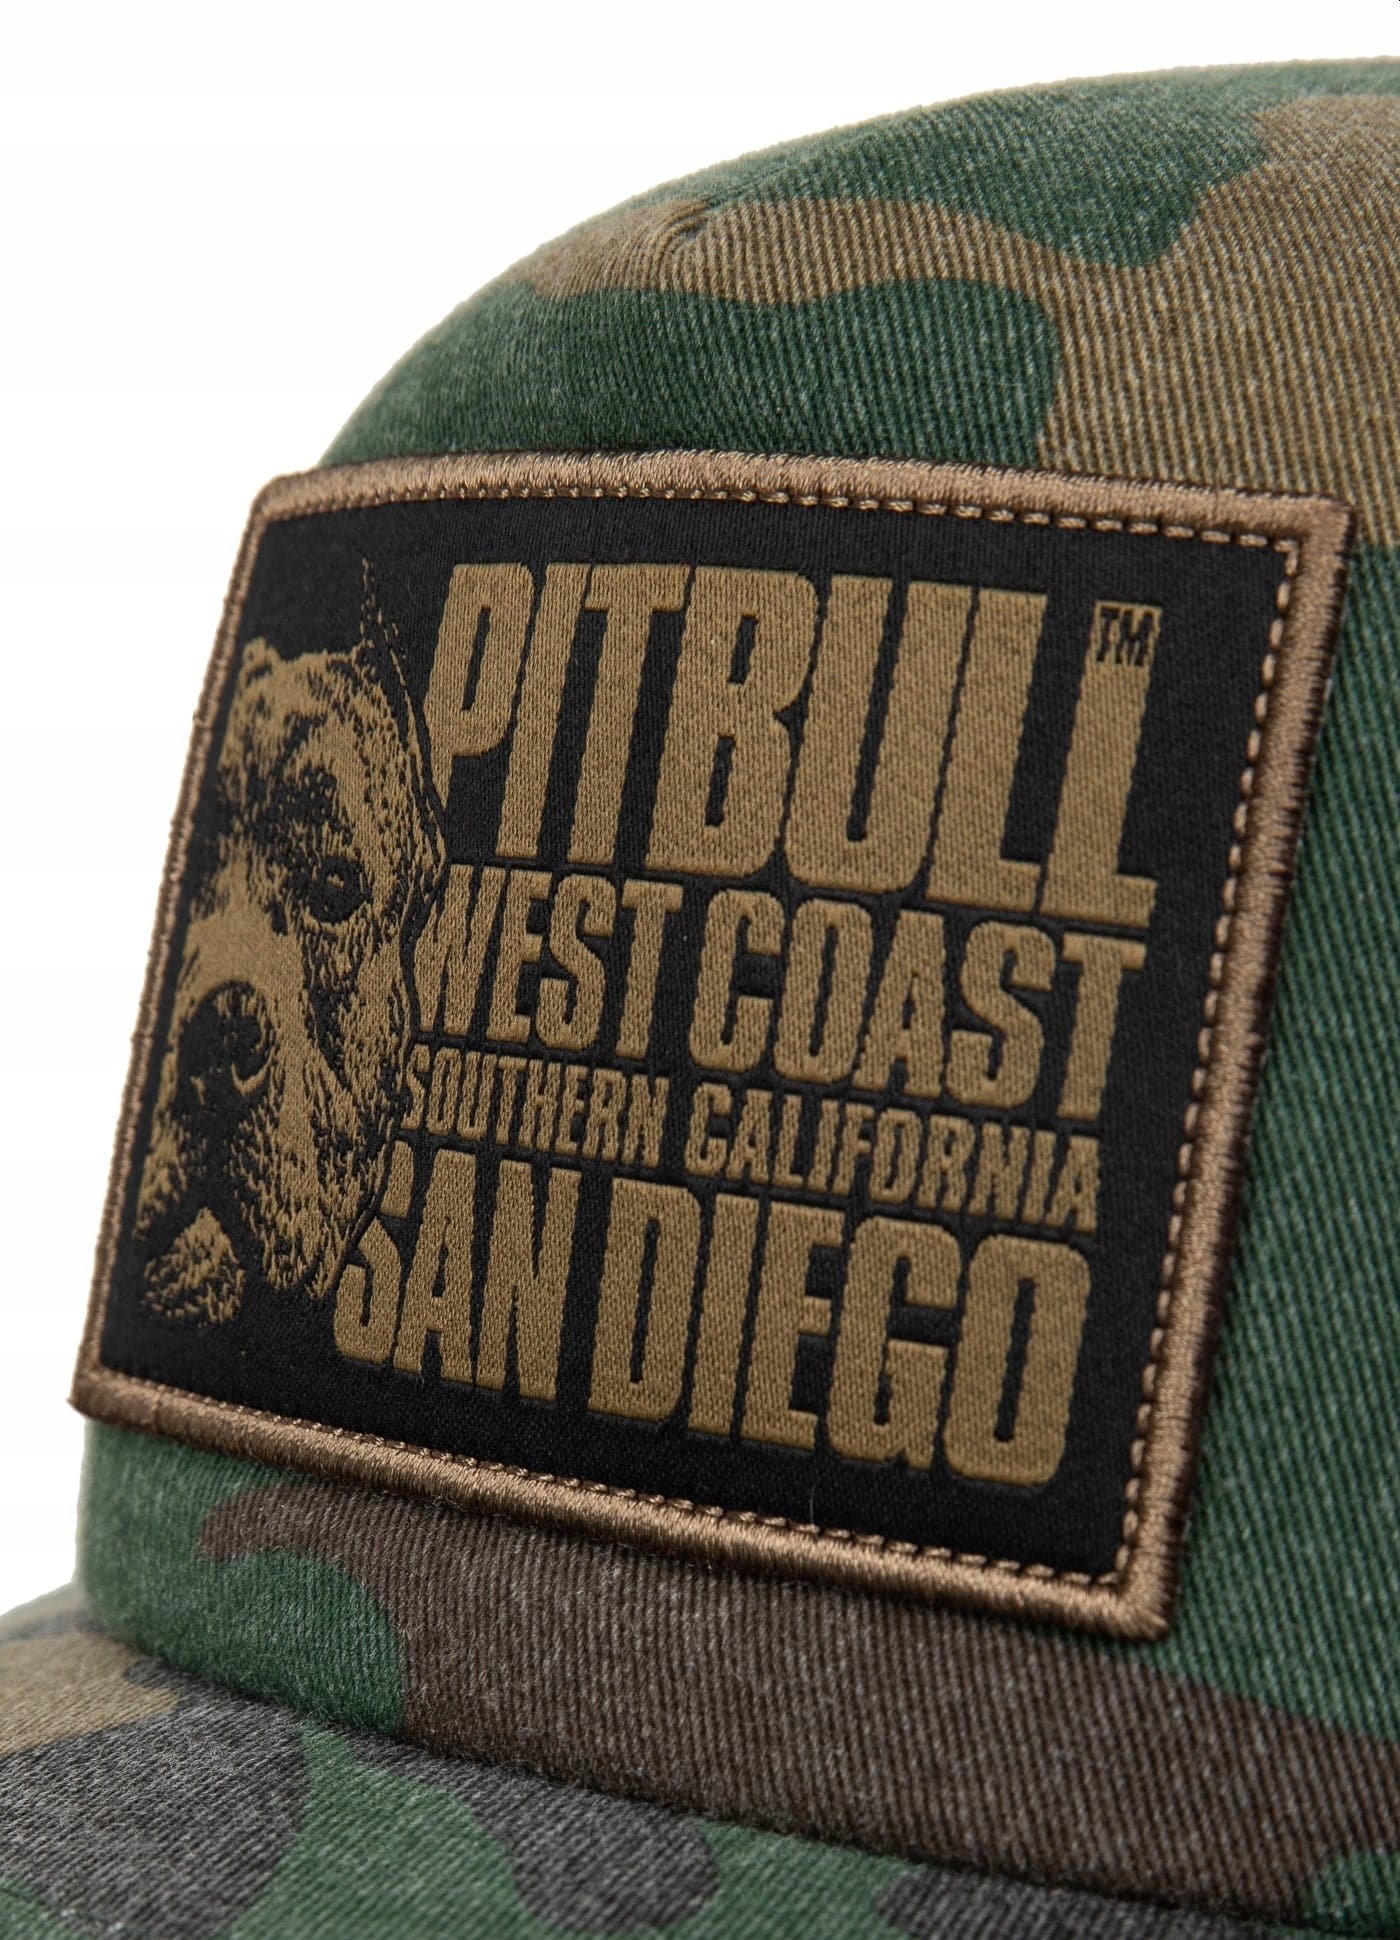 PITBULL™
WEST COAST
SOUTHERN CALIFORNIA
SAN DIEGO